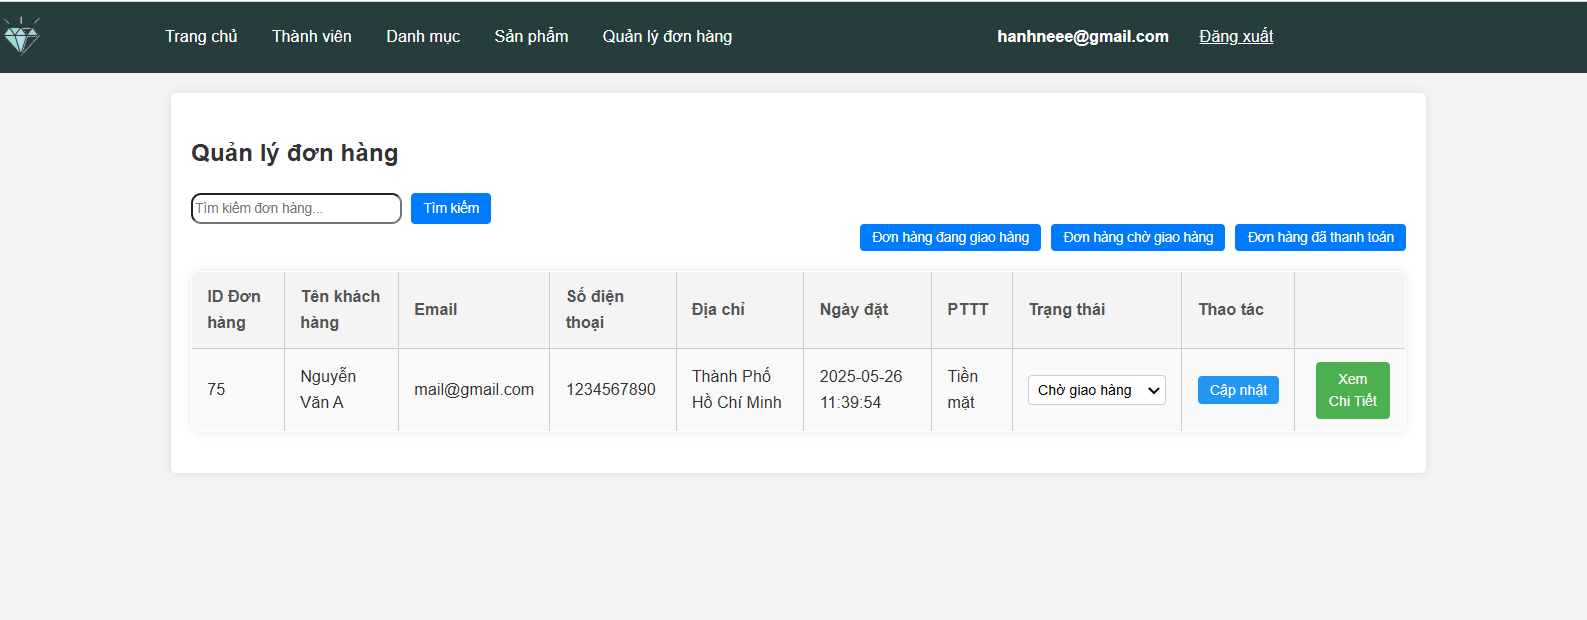 Trang chủ Thành viên Danh mục Sản phẩm Quản lý đơn hàng hanhneee@gmail.com Đăng xuất
Quản lý đơn hàng
Tìm kiếm đơn hàng... Tìm kiếm
Đơn hàng đang giao hàng Đơn hàng chờ giao hàng Đơn hàng đã thanh toán
ID Đơn hàng
Tên khách hàng
Email
Số điện thoại
Địa chỉ
Ngày đặt
PTTT
Trạng thái
Thao tác
75
Nguyễn Văn A
mail@gmail.com
1234567890
Thành Phố Hồ Chí Minh
2025-05-26 11:39:54
Tiền mặt
Chờ giao hàng
Cập nhật
Xem Chi Tiết